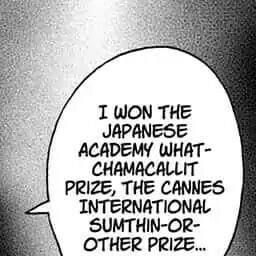 I WON THE
JAPANESE
ACADEMY WHAT-
CHAMACALLIT
PRIZE, THE CANNES
INTERNATIONAL
SUMTHIN-OR-
OTHER PRIZE...